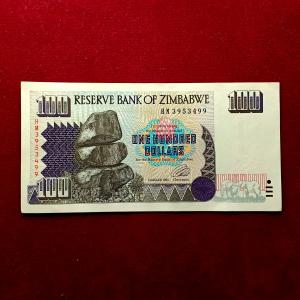 100 RESERVE BANK OF ZIMBABWE 100
HM3953499
HM3953499
ONE HUNDRED
DOLLARS
100